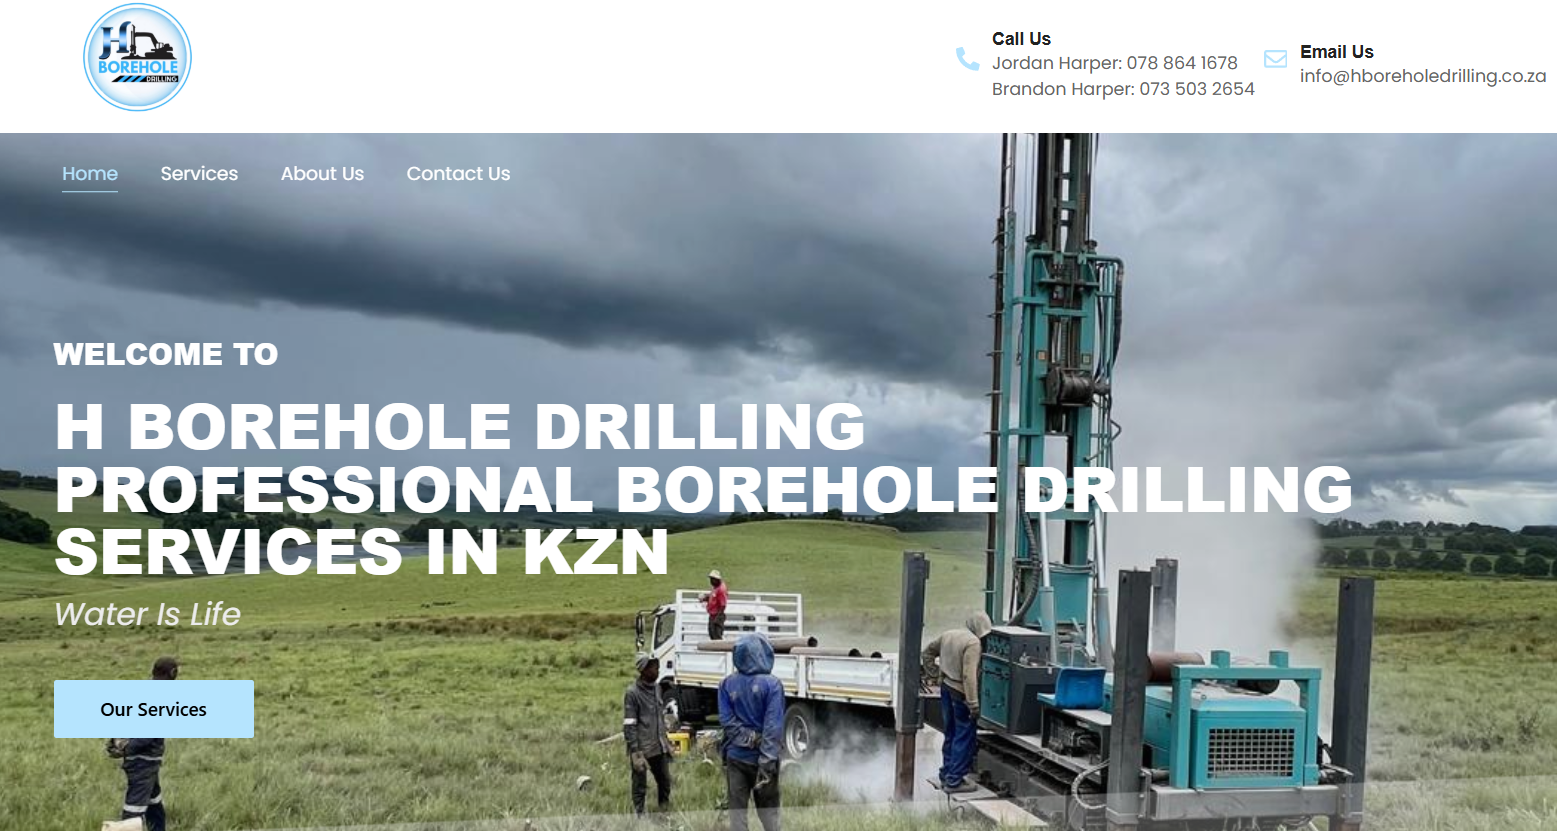 H
BOREHOLE
DRILLING
Call Us
Jordan Harper: 078 864 1678
Brandon Harper: 073 503 2654
Email Us
info@hboreholedrilling.co.za
Home
Services
About Us
Contact Us
WELCOME TO
H BOREHOLE DRILLING
PROFESSIONAL BOREHOLE DRILLING
SERVICES IN KZN
Water Is Life
Our Services